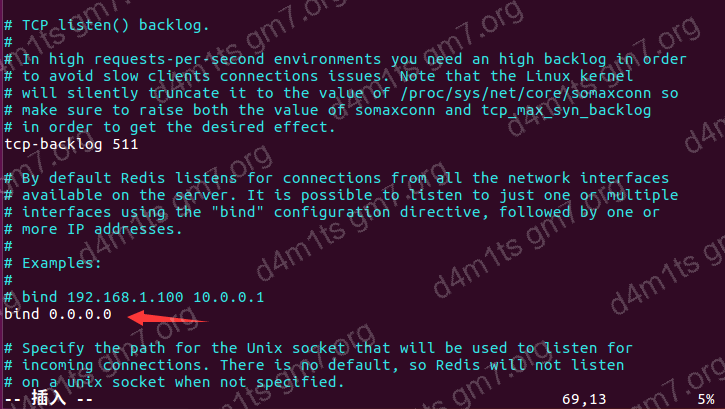 # TCP listen() backlog.
#
# In high requests-per-second environments you need an high backlog in order
# to avoid slow clients connections issues. Note that the Linux kernel
# will silently truncate it to the value of /proc/sys/net/core/somaxconn so
# make sure to raise both the value of somaxconn and tcp_max_syn_backlog
# in order to get the desired effect.
tcp-backlog 511
# By default Redis listens for connections from all the network interfaces
# available on the server. It is possible to listen to just one or multiple
# interfaces using the "bind" configuration directive, followed by one or
# more IP addresses.
#
# Examples:
#
# bind 192.168.1.100 10.0.0.1
bind 0.0.0.0
# Specify the path for the Unix socket that will be used to listen for
# incoming connections. There is no default, so Redis will not listen
# on a unix socket when not specified.
-- 插入 -- 69,13 5%
d4m1ts gm7.org
d4m1ts gm7.org
d4m1ts gm7.org
d4m1ts gm7.org
d4m1ts gm7.org